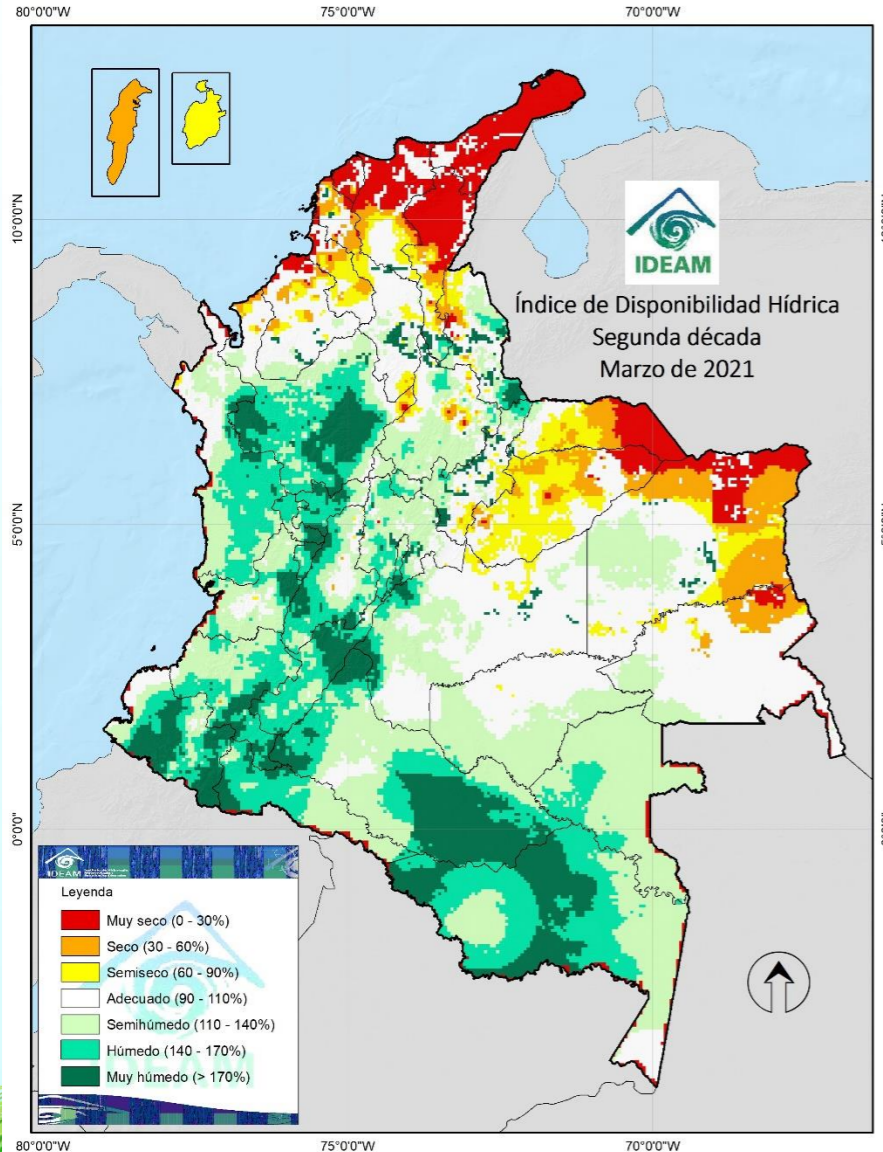 80°0'0"W 75°0'0"W 70°0'0"W
10°0'0"N
IDEAM
Índice de Disponibilidad Hídrica
Segunda década
Marzo de 2021
5°0'0"N
0°0'0"
IDEAM
Leyenda
Muy seco (0 - 30%)
Seco (30 - 60%)
Semiseco (60 - 90%)
Adecuado (90 - 110%)
Semihúmedo (110 - 140%)
Húmedo (140 - 170%)
Muy húmedo (> 170%)
IDEAM
80°0'0"W 75°0'0"W 70°0'0"W